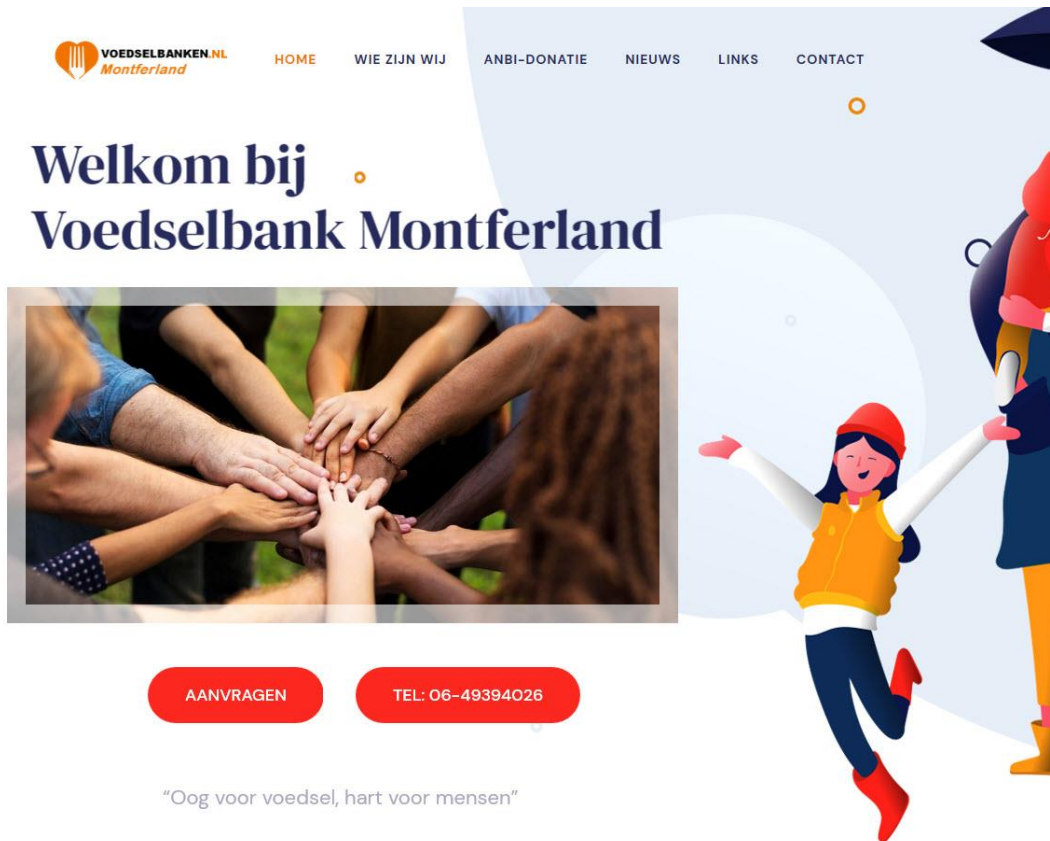 VOEDSELBANKEN.NL
Montferland
HOME
WIE ZIJN WIJ
ANBI-DONATIE
NIEUWS
LINKS
CONTACT
Welkom bij
Voedselbank Montferland
AANVRAGEN
TEL: 06-49394026
“Oog voor voedsel, hart voor mensen”